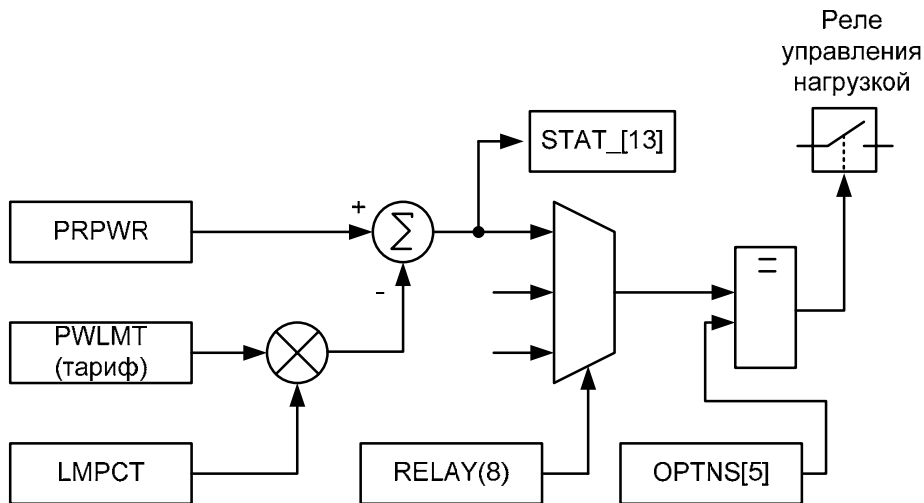 Реле
управления
нагрузкой
STAT_[13]
PRPWR
+
Σ
-
=
PWLMT
(тариф)
LMPCT
RELAY(8)
OPTNS[5]